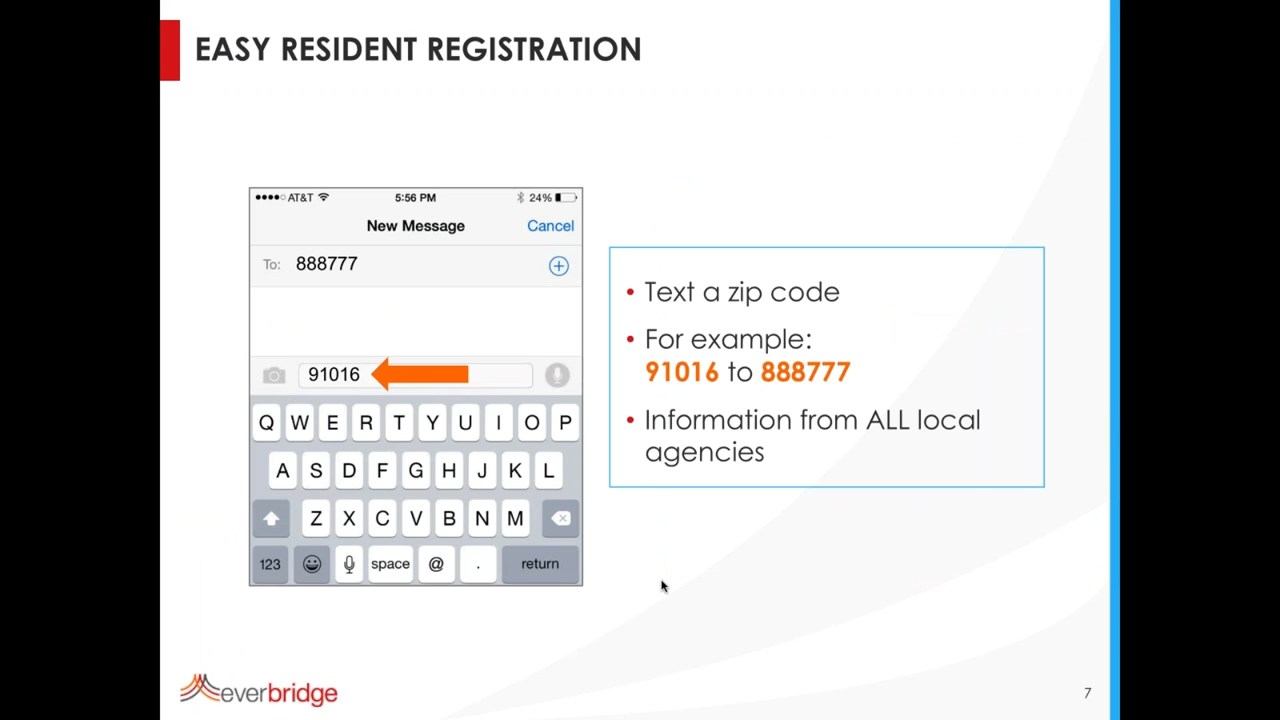 EASY RESIDENT REGISTRATION
AT&T 5:56 PM 24%
New Message Cancel
To: 888777
91016
Q W E R T Y U I O P
A S D F G H J K L
Z X C V B N M
123 space @ . return
• Text a zip code
• For example:
91016 to 888777
• Information from ALL local
agencies
everbridge
7